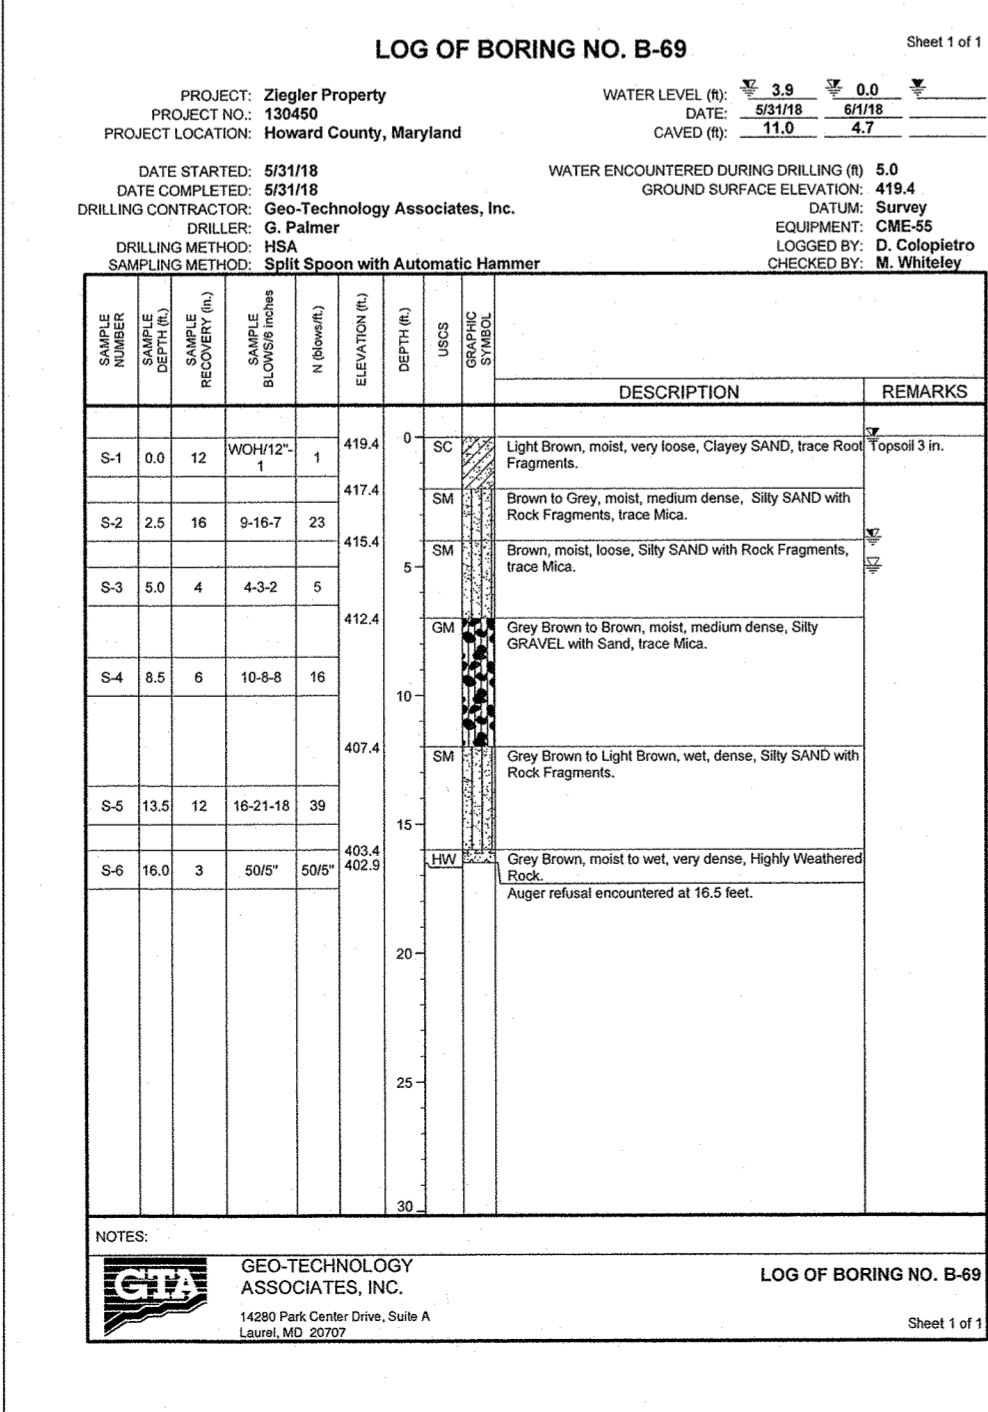 LOG OF BORING NO. B-69
Sheet 1 of 1
PROJECT: Ziegler Property
PROJECT NO.: 130450
PROJECT LOCATION: Howard County, Maryland
WATER LEVEL (ft): 3.9 0.0
DATE: 5/31/18 6/1/18
CAVED (ft): 11.0 4.7
DATE STARTED: 5/31/18
DATE COMPLETED: 5/31/18
DRILLING CONTRACTOR: Geo-Technology Associates, Inc.
DRILLER: G. Palmer
DRILLING METHOD: HSA
SAMPLING METHOD: Split Spoon with Automatic Hammer
WATER ENCOUNTERED DURING DRILLING (ft) 5.0
GROUND SURFACE ELEVATION: 419.4
DATUM: Survey
EQUIPMENT: CME-55
LOGGED BY: D. Colopietro
CHECKED BY: M. Whiteley
SAMPLE NUMBER
SAMPLE DEPTH (ft.)
SAMPLE RECOVERY (in.)
SAMPLE BLOWS/6 inches
N (blows/ft.)
ELEVATION (ft.)
DEPTH (ft.)
USCS
GRAPHIC SYMBOL
DESCRIPTION
REMARKS
S-1 0.0 12 WOH/12"-1 1
419.4 0 SC Light Brown, moist, very loose, Clayey SAND, trace Root
Fragments.
Topsoil 3 in.
417.4 SM Brown to Grey, moist, medium dense, Silty SAND with
Rock Fragments, trace Mica.
S-2 2.5 16 9-16-7 23
415.4 SM Brown, moist, loose, Silty SAND with Rock Fragments,
trace Mica.
5
S-3 5.0 4 4-3-2 5
412.4 GM Grey Brown to Brown, moist, medium dense, Silty
GRAVEL with Sand, trace Mica.
S-4 8.5 6 10-8-8 16
10
407.4 SM Grey Brown to Light Brown, wet, dense, Silty SAND with
Rock Fragments.
S-5 13.5 12 16-21-18 39
15
403.4 HW Grey Brown, moist to wet, very dense, Highly Weathered
Rock.
402.9
S-6 16.0 3 50/5" 50/5"
Auger refusal encountered at 16.5 feet.
20
25
30
NOTES:
GTA
GEO-TECHNOLOGY
ASSOCIATES, INC.
14280 Park Center Drive, Suite A
Laurel, MD 20707
LOG OF BORING NO. B-69
Sheet 1 of 1